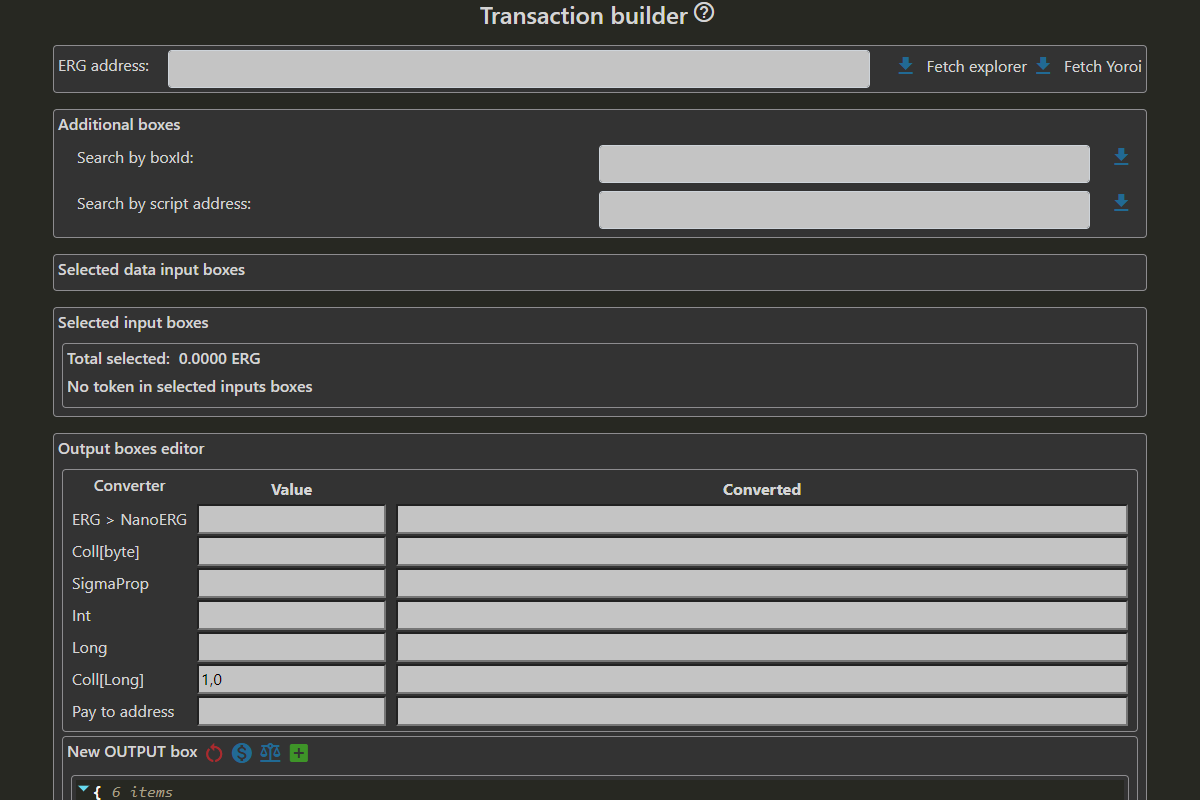 Transaction builder
ERG address: Fetch explorer Fetch Yoroi
Additional boxes
Search by boxId:
Search by script address:
Selected data input boxes
Selected input boxes
Total selected: 0.0000 ERG
No token in selected inputs boxes
Output boxes editor
Converter Value Converted
ERG > NanoERG
Coll[byte]
SigmaProp
Int
Long
Coll[Long] 1,0
Pay to address
New OUTPUT box
{ 6 items